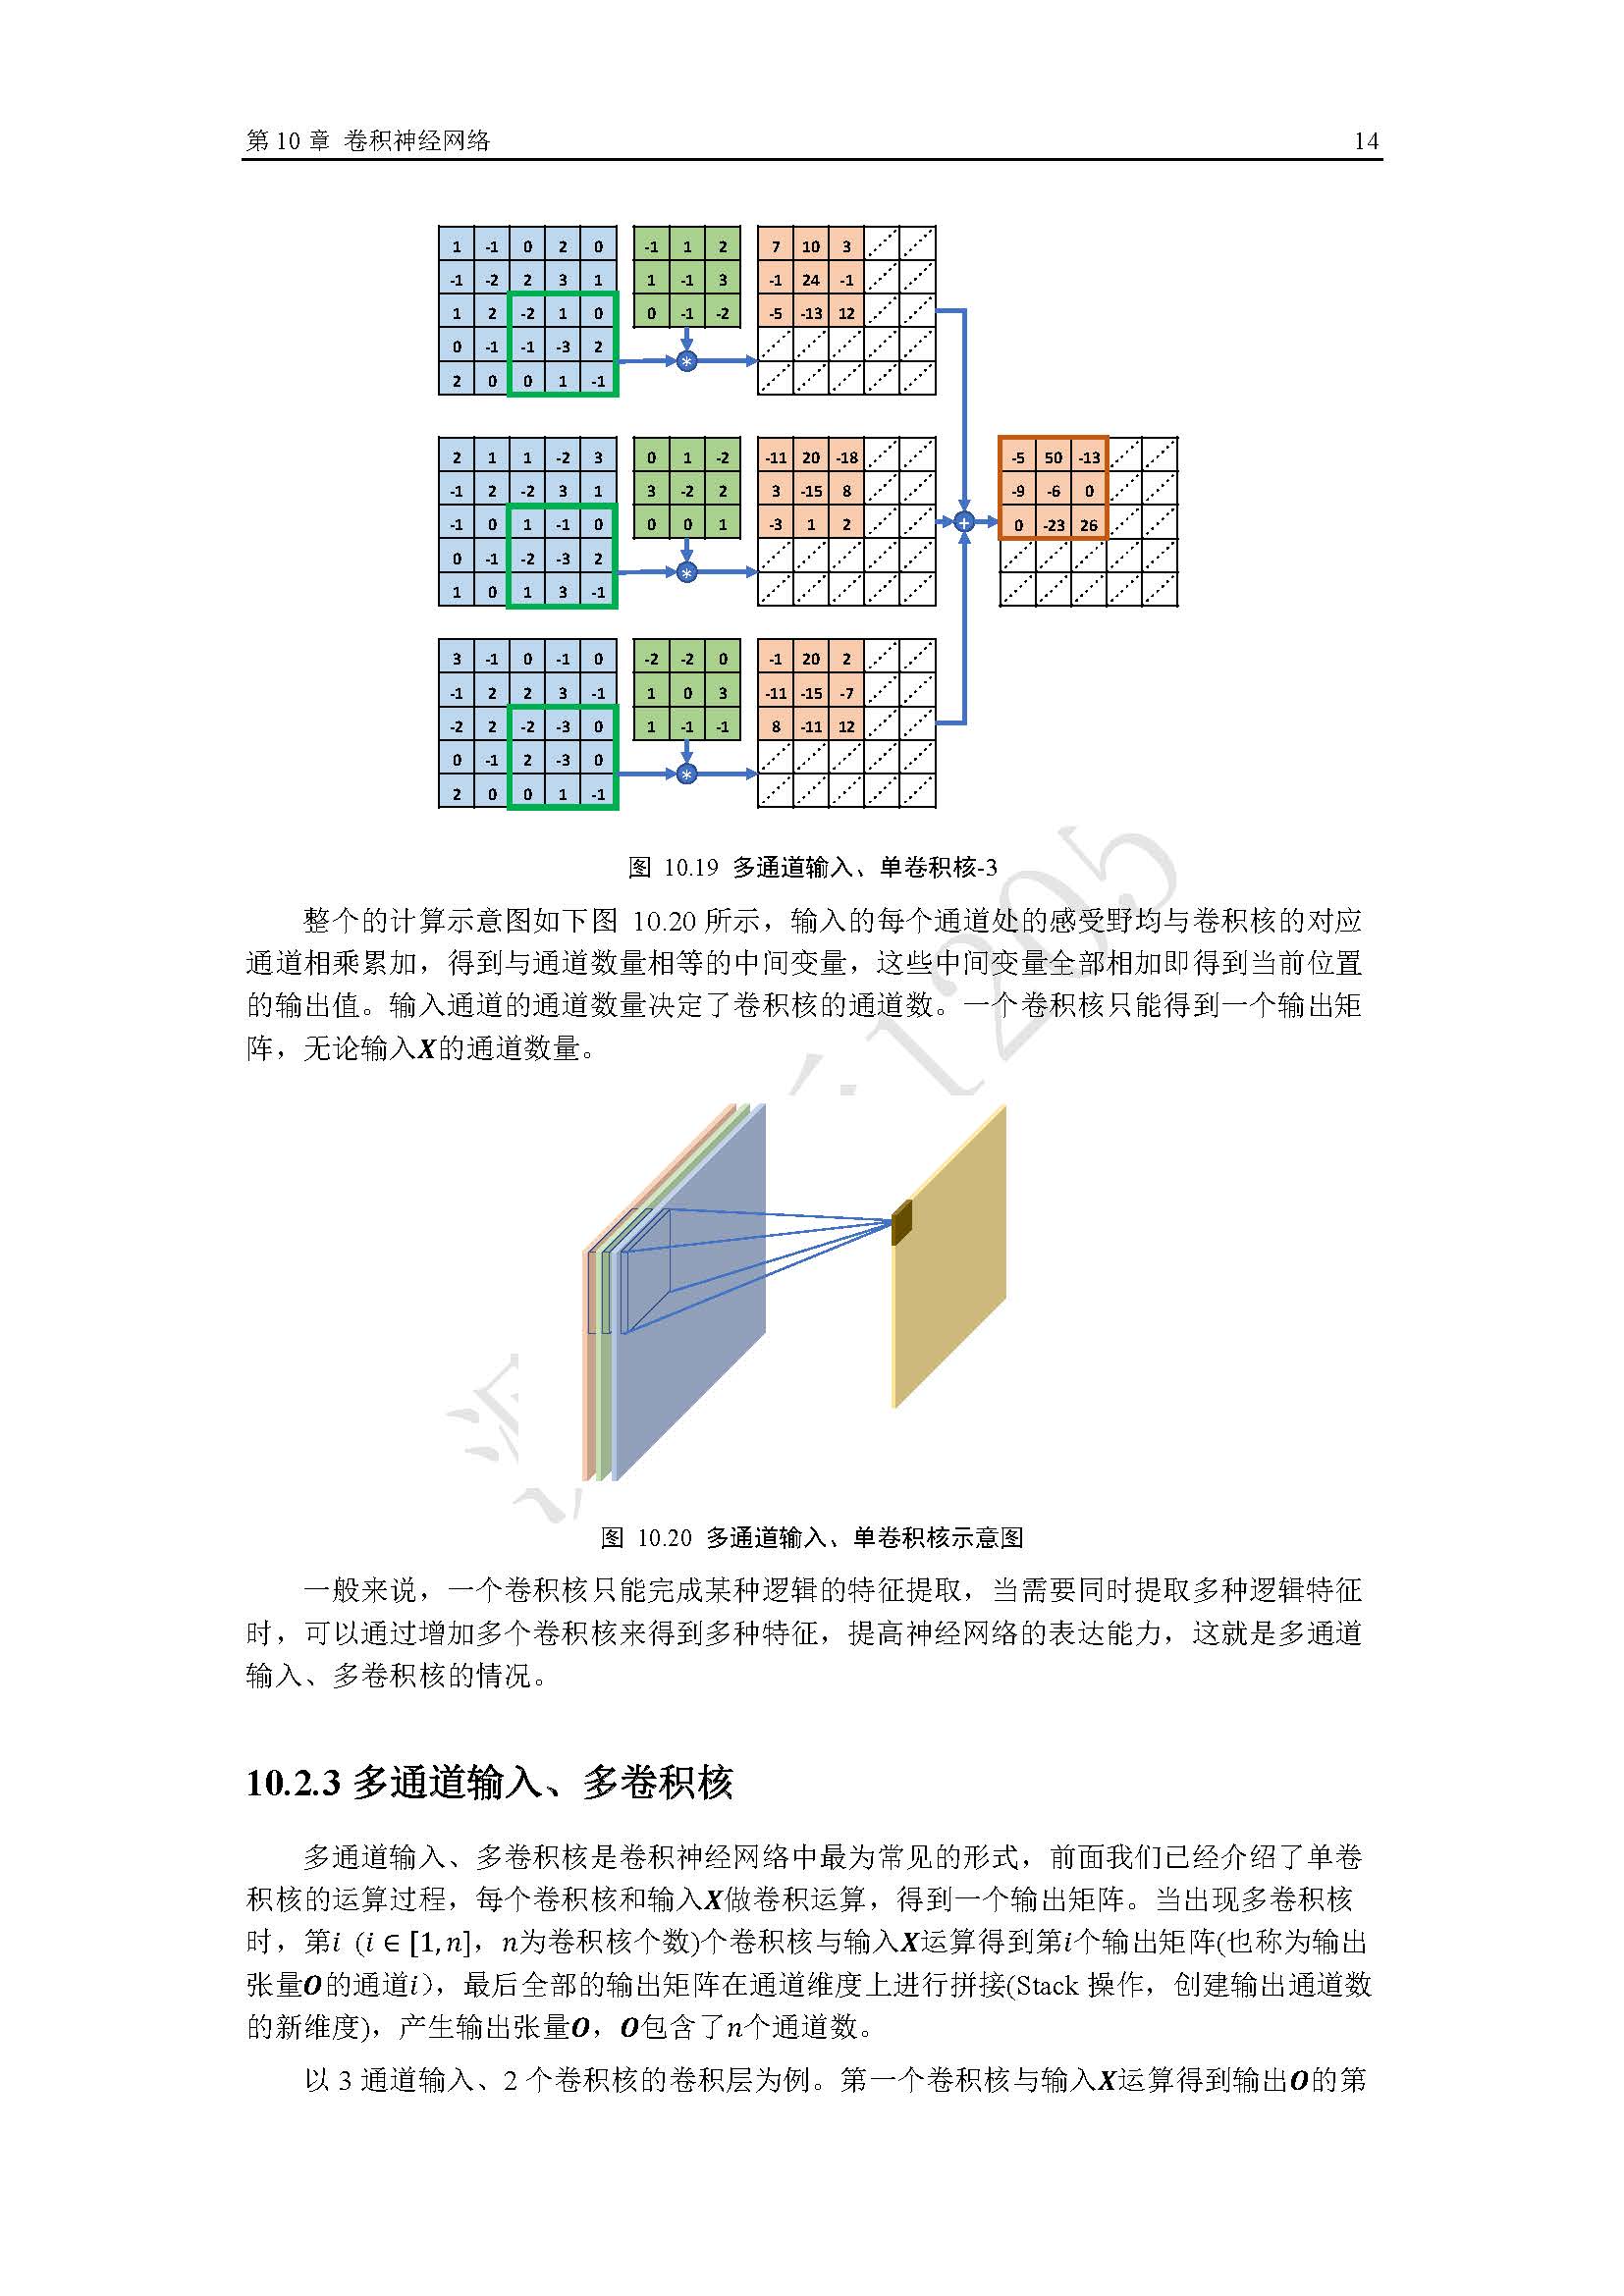 第 10 章 卷积神经网络 14
1 -1 0 2 0 -1 1 2 7 10 3
-1 -2 2 3 1 1 -1 3 -1 24 -1
1 2 -2 1 0 0 -1 -2 -5 -13 12
0 -1 -1 -3 2 *
2 0 0 1 -1
2 1 1 -2 3 0 1 -2 -11 20 -18 -5 50 -13
-1 2 -2 3 1 3 -2 2 3 -15 8 -9 -6 0
-1 0 1 -1 0 0 0 1 -3 1 2 + 0 -23 26
0 -1 -2 -3 2 *
1 0 1 3 -1
3 -1 0 -1 0 -2 -2 0 -1 20 2
-1 2 2 3 -1 1 0 3 -11 -15 -7
-2 2 -2 -3 0 1 -1 -1 8 -11 12
0 -1 2 -3 0 *
2 0 0 1 -1
图 10.19 多通道输入、单卷积核-3
整个的计算示意图如下图 10.20 所示，输入的每个通道处的感受野均与卷积核的对应
通道相乘累加，得到与通道数量相等的中间变量，这些中间变量全部相加即得到当前位置
的输出值。输入通道的通道数量决定了卷积核的通道数。一个卷积核只能得到一个输出矩
阵，无论输入X的通道数量。
图 10.20 多通道输入、单卷积核示意图
一般来说，一个卷积核只能完成某种逻辑的特征提取，当需要同时提取多种逻辑特征
时，可以通过增加多个卷积核来得到多种特征，提高神经网络的表达能力，这就是多通道
输入、多卷积核的情况。
10.2.3 多通道输入、多卷积核
多通道输入、多卷积核是卷积神经网络中最为常见的形式，前面我们已经介绍了单卷
积核的运算过程，每个卷积核和输入X做卷积运算，得到一个输出矩阵。当出现多卷积核
时，第i (i ∈ [1,n]，n为卷积核个数)个卷积核与输入X运算得到第i个输出矩阵(也称为输出
张量O的通道i），最后全部的输出矩阵在通道维度上进行拼接(Stack 操作，创建输出通道数
的新维度)，产生输出张量O，O包含了n个通道数。
以 3 通道输入、2 个卷积核的卷积层为例。第一个卷积核与输入X运算得到输出O的第